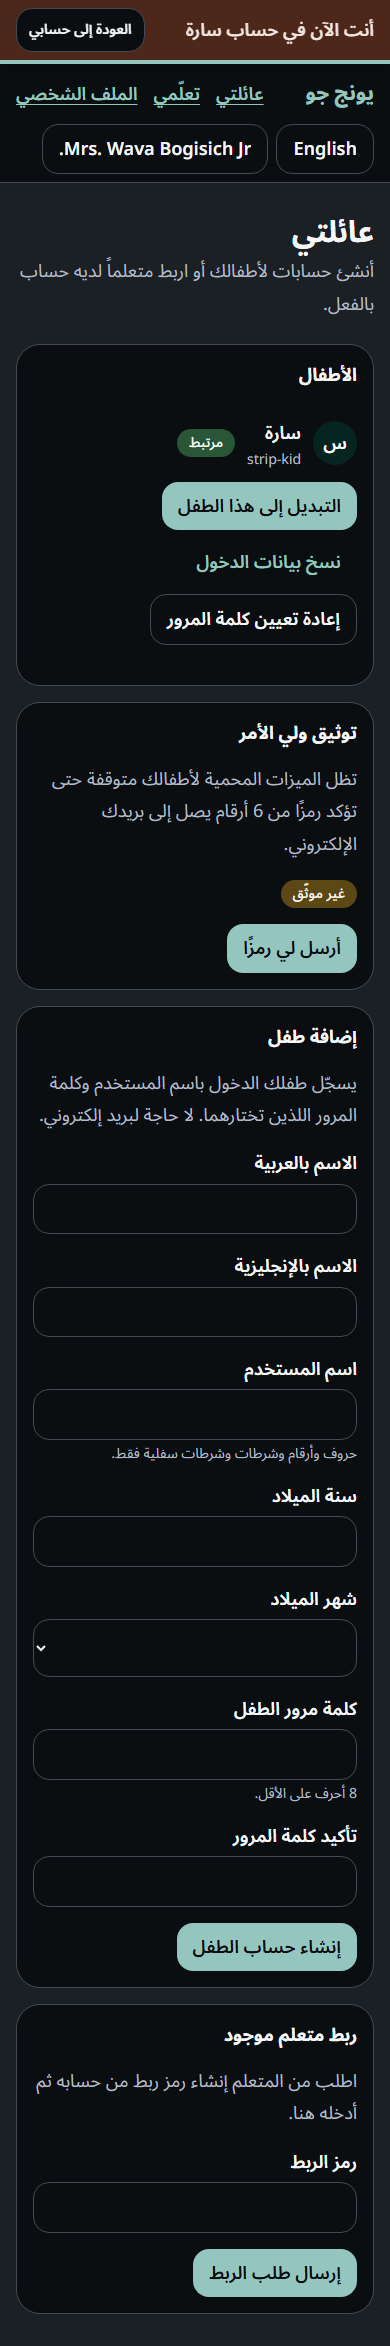 أنت الآن في حساب سارة
العودة إلى حسابي
يونج جو
عائلتي
تعلّمي
الملف الشخصي
English
Mrs. Wava Bogisich Jr.
عائلتي
أنشئ حسابات لأطفالك أو اربط متعلماً لديه حساب
بالفعل.
الأطفال
س
سارة
مرتبط
strip-kid
التبديل إلى هذا الطفل
نسخ بيانات الدخول
إعادة تعيين كلمة المرور
توثيق ولي الأمر
تظل الميزات المحمية لأطفالك متوقفة حتى
تؤكد رمزًا من 6 أرقام يصل إلى بريدك
الإلكتروني.
غير موثّق
أرسل لي رمزًا
إضافة طفل
يسجّل طفلك الدخول باسم المستخدم وكلمة
المرور اللذين تختارهما. لا حاجة لبريد إلكتروني.
الاسم بالعربية
الاسم بالإنجليزية
اسم المستخدم
حروف وأرقام وشرطات وشرطات سفلية فقط.
سنة الميلاد
شهر الميلاد
كلمة مرور الطفل
8 أحرف على الأقل.
تأكيد كلمة المرور
إنشاء حساب الطفل
ربط متعلم موجود
اطلب من المتعلم إنشاء رمز ربط من حسابه ثم
أدخله هنا.
رمز الربط
إرسال طلب الربط